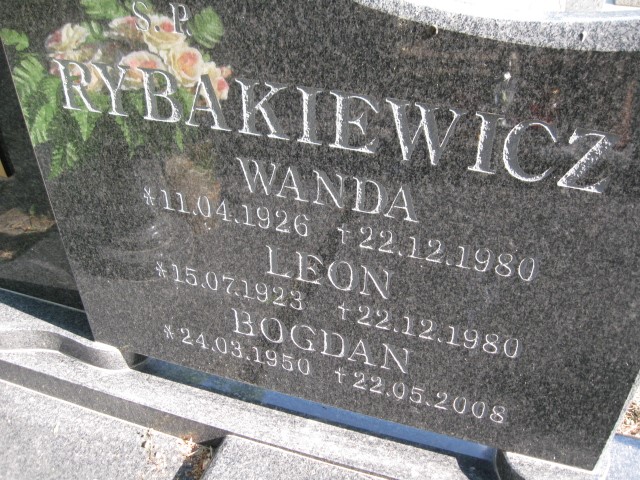 S.P.
RYBAKIEWICZ
WANDA
* 11.04.1926 † 22.12.1980
LEON
* 15.07.1923 † 22.12.1980
BOGDAN
* 24.03.1950 † 22.05.2008